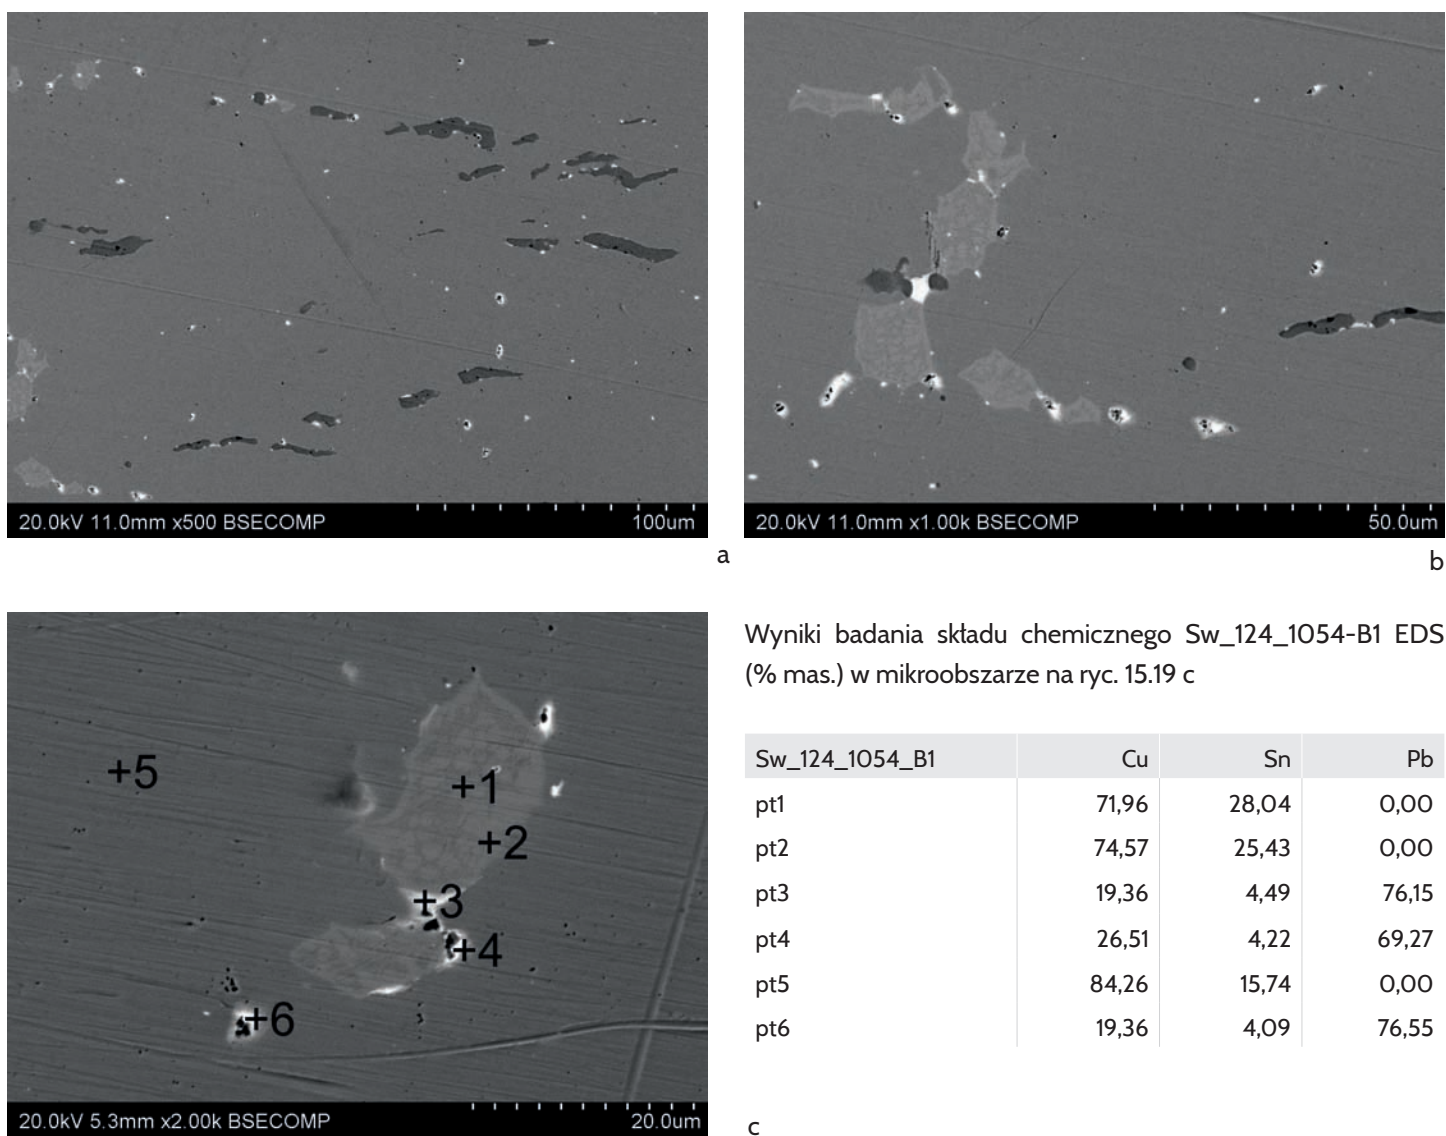 20.0kV 11.0mm x500 BSECOMP 100um
a
20.0kV 11.0mm x1.00k BSECOMP 50.0um
b
+5
+1
+2
+3
+4
+6
20.0kV 5.3mm x2.00k BSECOMP 20.0um
c
Wyniki badania składu chemicznego Sw_124_1054-B1 EDS
(% mas.) w mikroobszarze na ryc. 15.19 c
Sw_124_1054_B1 Cu Sn Pb
pt1 71,96 28,04 0,00
pt2 74,57 25,43 0,00
pt3 19,36 4,49 76,15
pt4 26,51 4,22 69,27
pt5 84,26 15,74 0,00
pt6 19,36 4,09 76,55